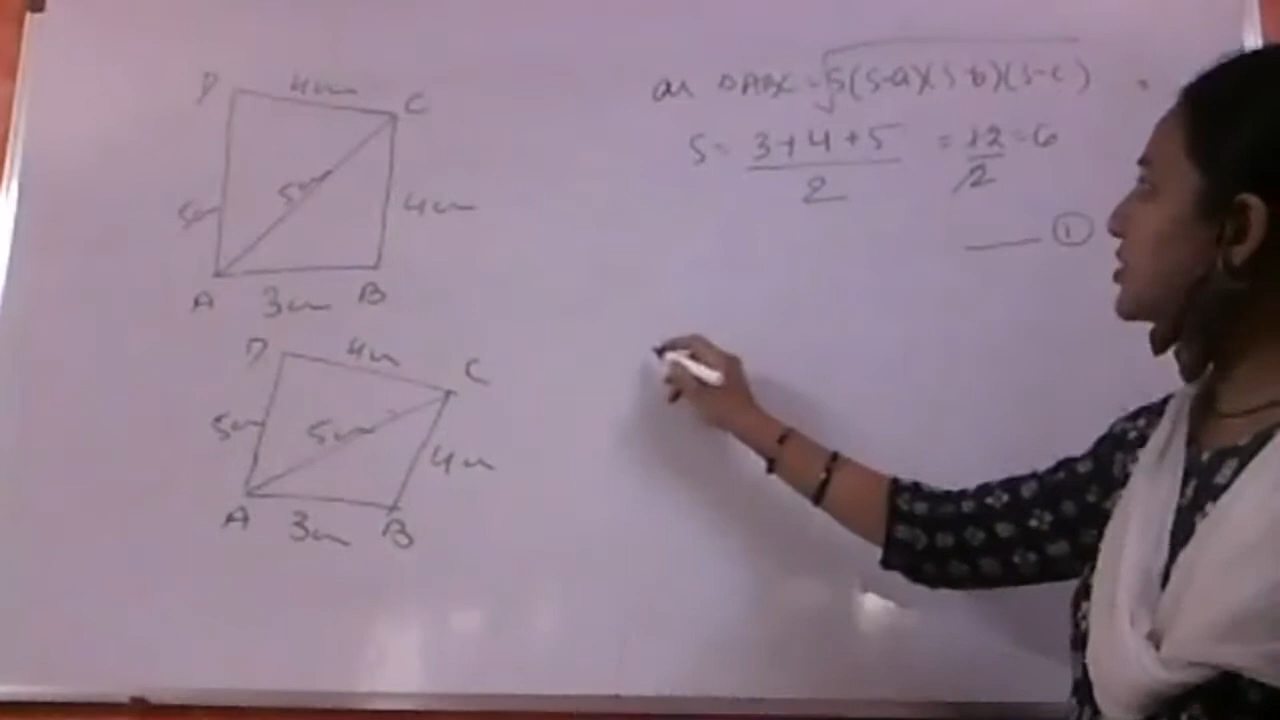 D 4cm C
5cm 5cm 4cm
A 3cm B
D 4cm C
5cm 5cm 4cm
A 3cm B
ar ΔABC = √s(s-a)(s-b)(s-c)
S = 3+4+5 / 2 = 12 / 2 = 6
①